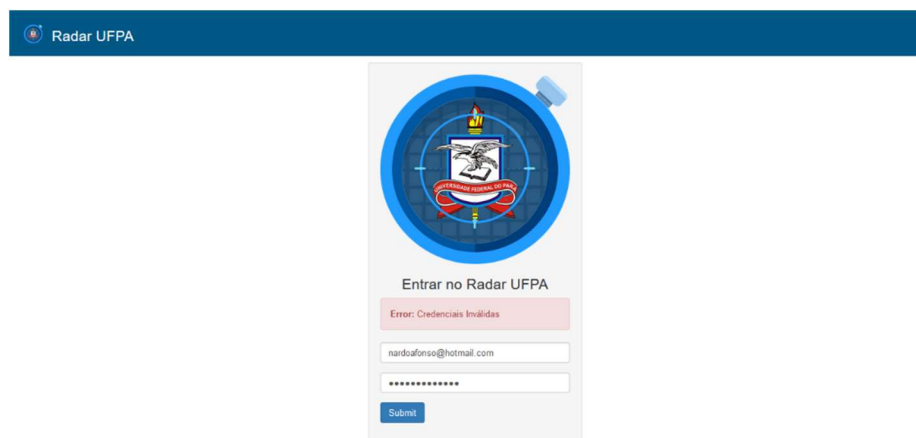 Radar UFPA
UNIVERSIDADE FEDERAL DO PARÁ
Entrar no Radar UFPA
Error: Credenciais Inválidas
nardoafonso@hotmail.com
•••••••••••••
Submit